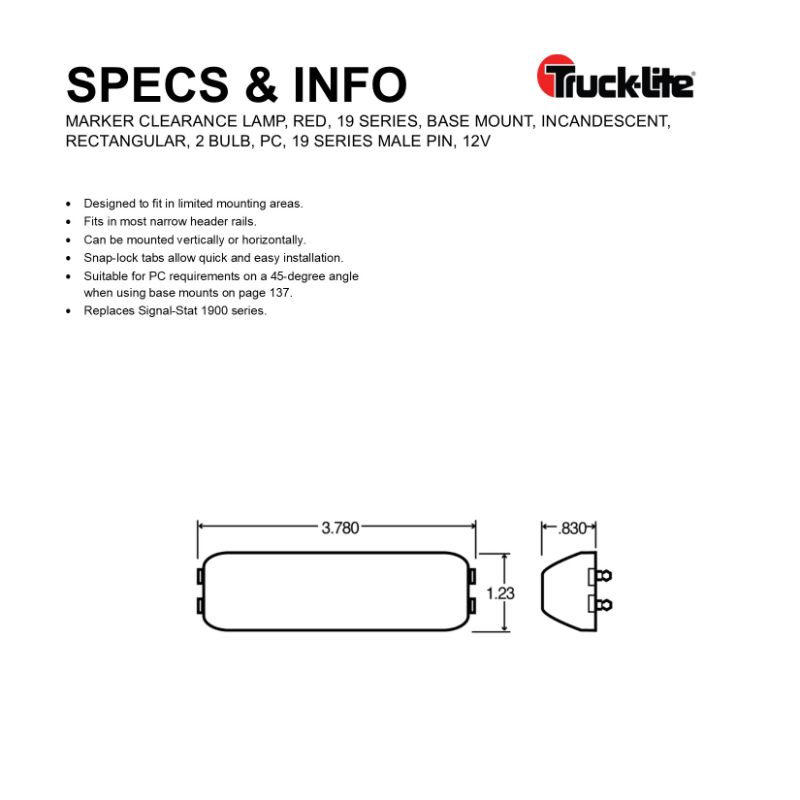 SPECS & INFO
Truck-Lite®
MARKER CLEARANCE LAMP, RED, 19 SERIES, BASE MOUNT, INCANDESCENT,
RECTANGULAR, 2 BULB, PC, 19 SERIES MALE PIN, 12V
• Designed to fit in limited mounting areas.
• Fits in most narrow header rails.
• Can be mounted vertically or horizontally.
• Snap-lock tabs allow quick and easy installation.
• Suitable for PC requirements on a 45-degree angle
when using base mounts on page 137.
• Replaces Signal-Stat 1900 series.
3.780
.830
1.23